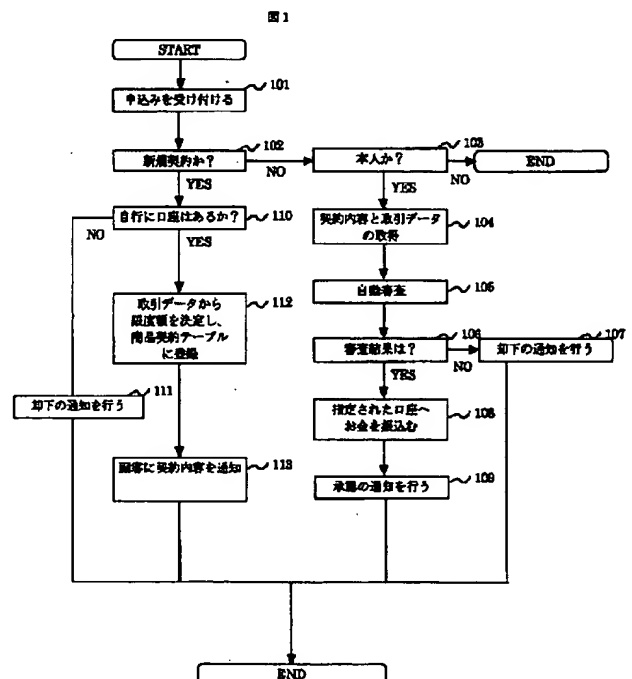 図1
START
申込みを受け付ける
101
新規契約か？
102
NO
YES
本人か？
103
NO
END
YES
自行に口座はあるか？
110
NO
YES
契約内容と取引データ
の取得
104
自動審査
105
取引データから
限度額を決定し、
商品契約テーブル
に登録
112
審査結果は？
106
NO
YES
却下の通知を行う
107
却下の通知を行う
111
指定された口座へ
お金を振込む
108
顧客に契約内容を通知
113
承認の通知を行う
109
END